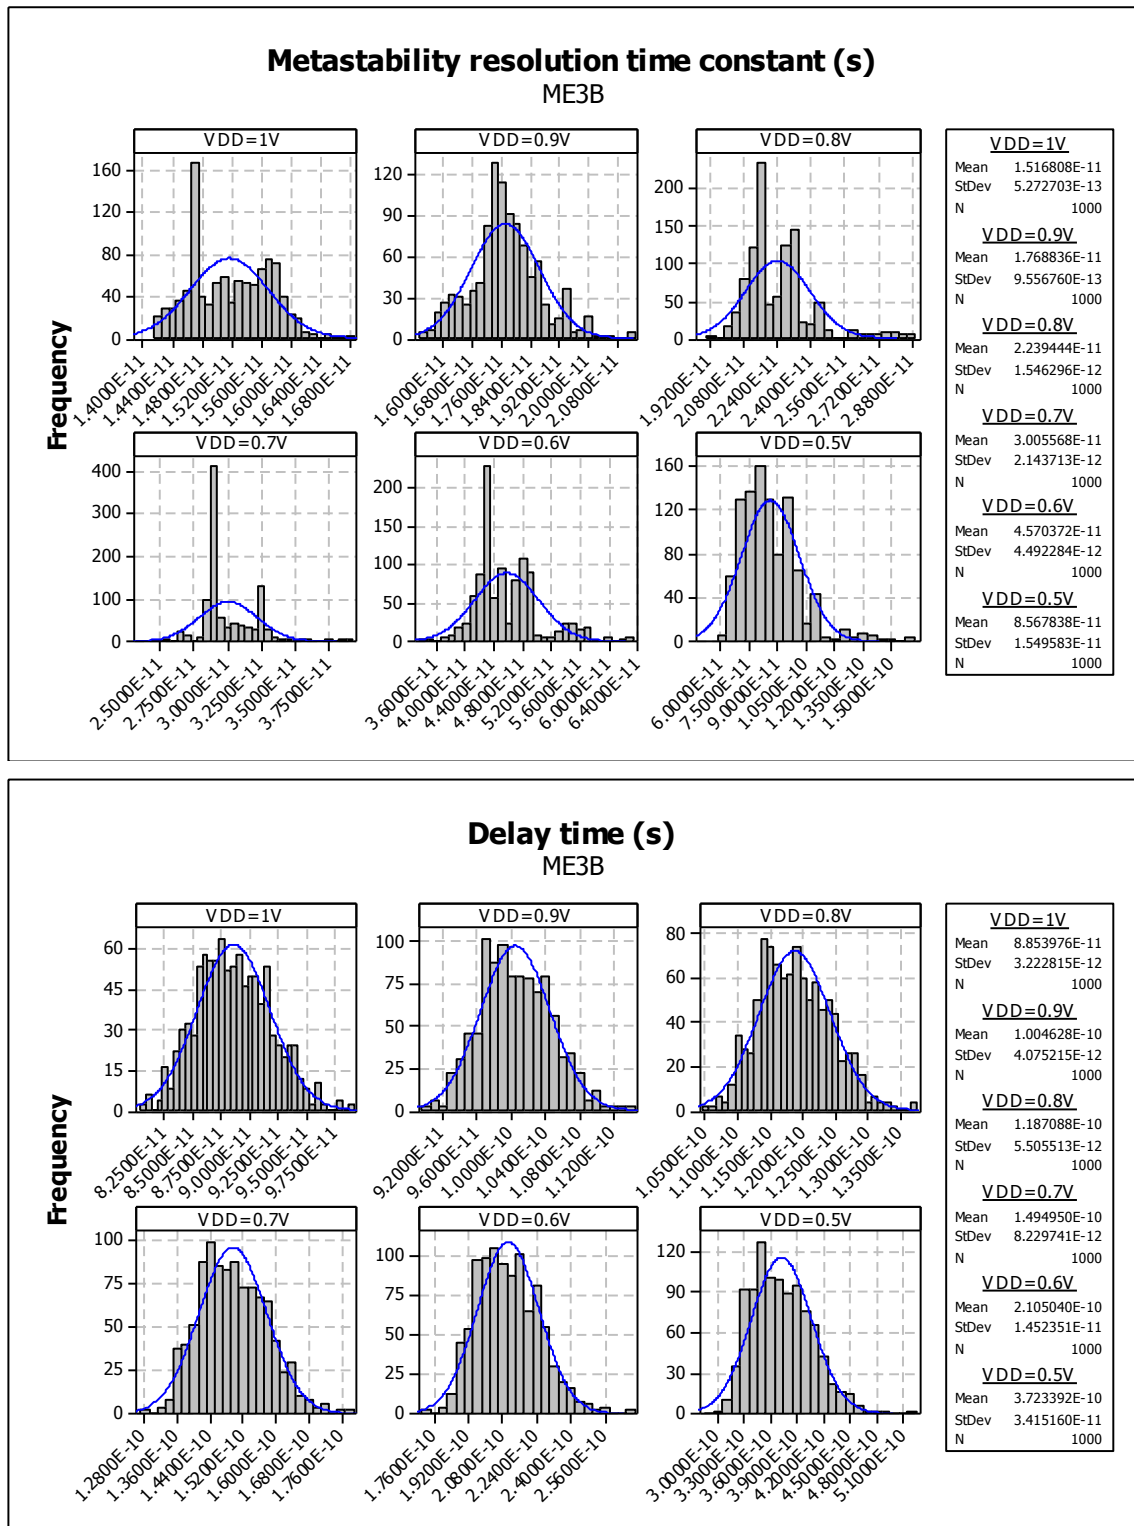 Metastability resolution time constant (s)
ME3B
Frequency
VDD=1V
160
120
80
40
0
1.4000E-11
1.4400E-11
1.4800E-11
1.5200E-11
1.5600E-11
1.6000E-11
1.6400E-11
1.6800E-11
VDD=0.9V
120
90
60
30
0
1.6000E-11
1.6800E-11
1.7600E-11
1.8400E-11
1.9200E-11
2.0000E-11
2.0800E-11
VDD=0.8V
200
150
100
50
0
1.9200E-11
2.0800E-11
2.2400E-11
2.4000E-11
2.5600E-11
2.7200E-11
2.8800E-11
VDD=0.7V
400
300
200
100
0
2.5000E-11
2.7500E-11
3.0000E-11
3.2500E-11
3.5000E-11
3.7500E-11
VDD=0.6V
200
150
100
50
0
3.6000E-11
4.0000E-11
4.4000E-11
4.8000E-11
5.2000E-11
5.6000E-11
6.0000E-11
6.4000E-11
VDD=0.5V
160
120
80
40
0
6.0000E-11
7.5000E-11
9.0000E-11
1.0500E-10
1.2000E-10
1.3500E-10
1.5000E-10
VDD=1V
Mean 1.516808E-11
StDev 5.272703E-13
N 1000
VDD=0.9V
Mean 1.768836E-11
StDev 9.556760E-13
N 1000
VDD=0.8V
Mean 2.239444E-11
StDev 1.546296E-12
N 1000
VDD=0.7V
Mean 3.005568E-11
StDev 2.143713E-12
N 1000
VDD=0.6V
Mean 4.570372E-11
StDev 4.492284E-12
N 1000
VDD=0.5V
Mean 8.567838E-11
StDev 1.549583E-11
N 1000
Delay time (s)
ME3B
Frequency
VDD=1V
60
45
30
15
0
8.2500E-11
8.5000E-11
8.7500E-11
9.0000E-11
9.2500E-11
9.5000E-11
9.7500E-11
VDD=0.9V
100
75
50
25
0
9.2000E-11
9.6000E-11
1.0000E-10
1.0400E-10
1.0800E-10
1.1200E-10
VDD=0.8V
80
60
40
20
0
1.0500E-10
1.1000E-10
1.1500E-10
1.2000E-10
1.2500E-10
1.3000E-10
1.3500E-10
VDD=0.7V
100
75
50
25
0
1.2800E-10
1.3600E-10
1.4400E-10
1.5200E-10
1.6000E-10
1.6800E-10
1.7600E-10
VDD=0.6V
100
75
50
25
0
1.7600E-10
1.9200E-10
2.0800E-10
2.2400E-10
2.4000E-10
2.5600E-10
VDD=0.5V
120
90
60
30
0
3.0000E-10
3.3000E-10
3.6000E-10
3.9000E-10
4.2000E-10
4.5000E-10
4.8000E-10
5.1000E-10
VDD=1V
Mean 8.853976E-11
StDev 3.222815E-12
N 1000
VDD=0.9V
Mean 1.004628E-10
StDev 4.075215E-12
N 1000
VDD=0.8V
Mean 1.187088E-10
StDev 5.505513E-12
N 1000
VDD=0.7V
Mean 1.494950E-10
StDev 8.229741E-12
N 1000
VDD=0.6V
Mean 2.105040E-10
StDev 1.452351E-11
N 1000
VDD=0.5V
Mean 3.723392E-10
StDev 3.415160E-11
N 1000